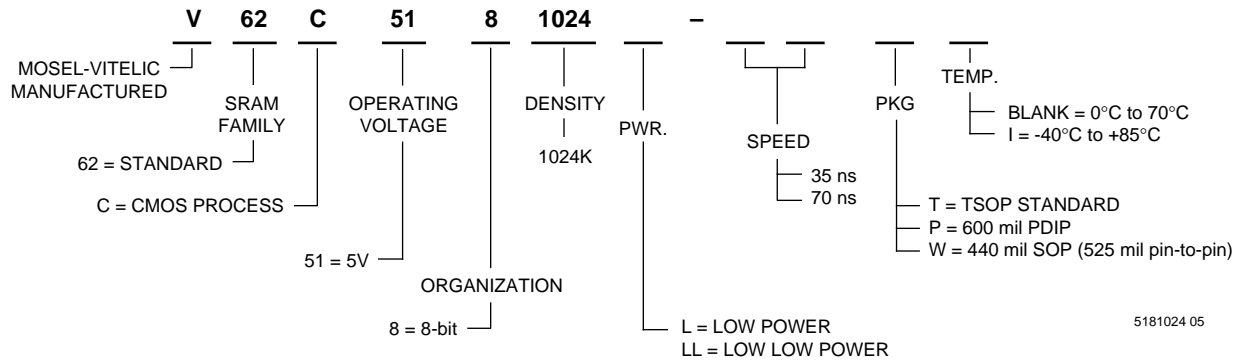 V 62 C 51 8 1024 –
MOSEL-VITELIC
MANUFACTURED
SRAM
FAMILY
62 = STANDARD
C = CMOS PROCESS
OPERATING
VOLTAGE
51 = 5V
ORGANIZATION
8 = 8-bit
DENSITY
1024K
PWR.
L = LOW POWER
LL = LOW LOW POWER
SPEED
35 ns
70 ns
PKG
T = TSOP STANDARD
P = 600 mil PDIP
W = 440 mil SOP (525 mil pin-to-pin)
TEMP.
BLANK = 0°C to 70°C
I = -40°C to +85°C
5181024 05